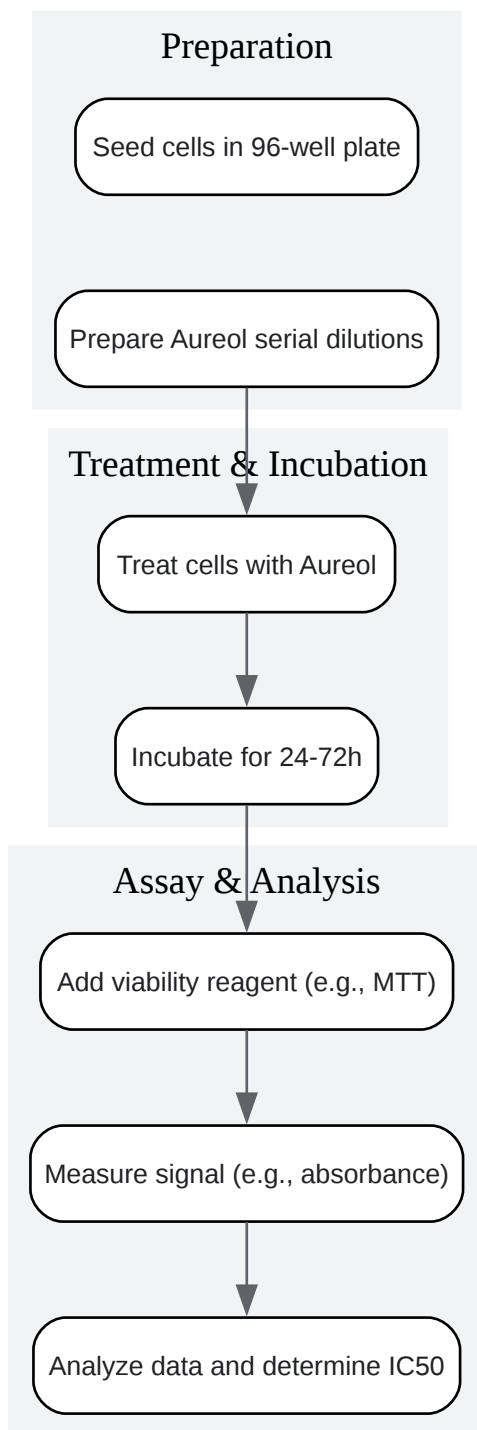 Preparation
Seed cells in 96-well plate
Prepare Aureol serial dilutions
Treatment & Incubation
Treat cells with Aureol
Incubate for 24-72h
Assay & Analysis
Add viability reagent (e.g., MTT)
Measure signal (e.g., absorbance)
Analyze data and determine IC50